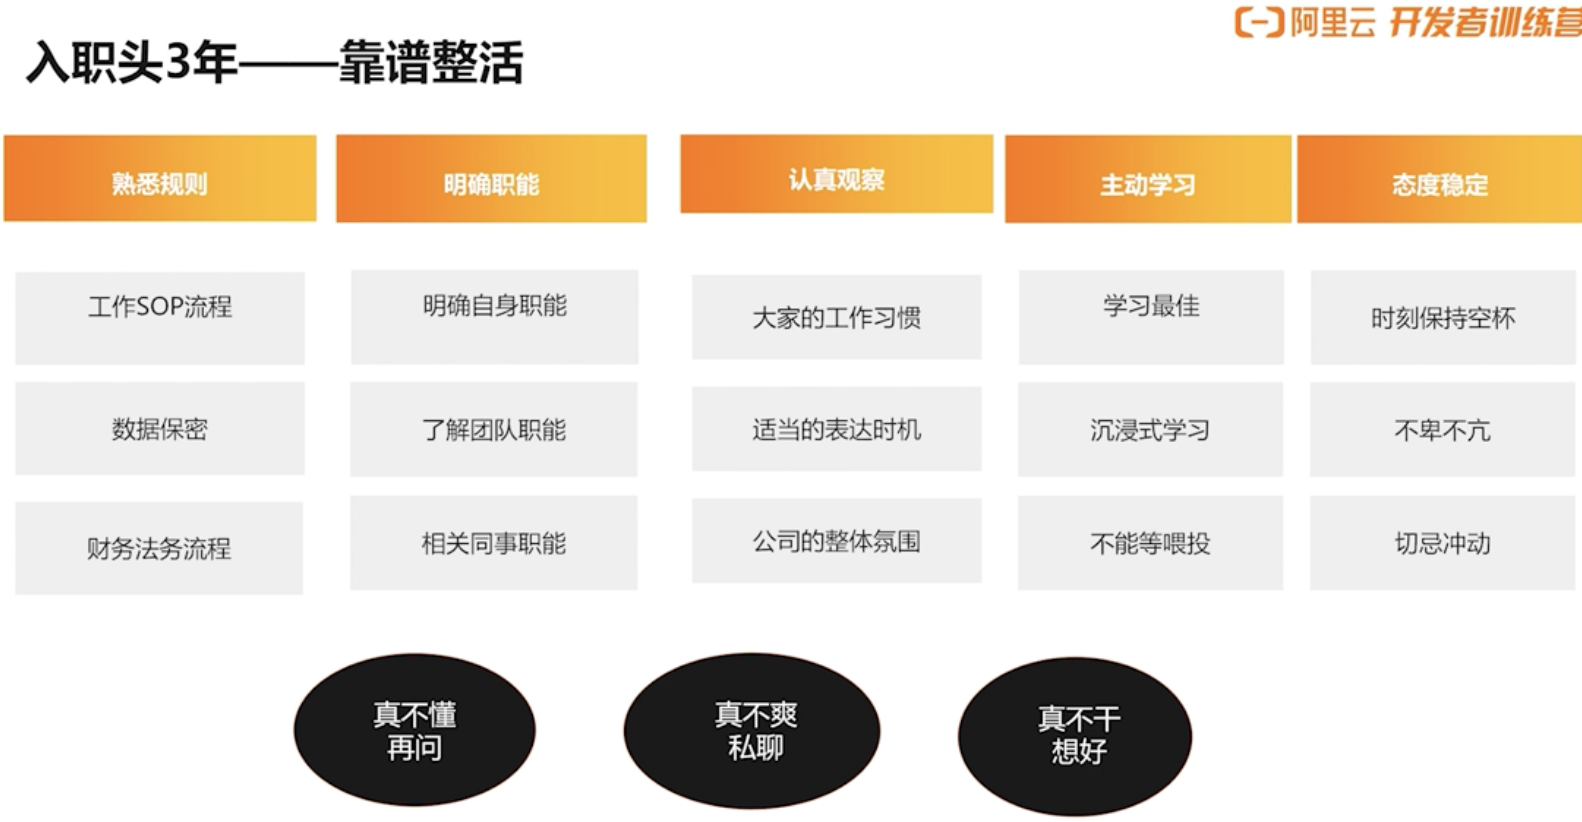 阿里云 开发者训练营
入职头3年——靠谱整活
熟悉规则
明确职能
认真观察
主动学习
态度稳定
工作SOP流程
明确自身职能
大家的工作习惯
学习最佳
时刻保持空杯
数据保密
了解团队职能
适当的表达时机
沉浸式学习
不卑不亢
财务法务流程
相关同事职能
公司的整体氛围
不能等喂投
切忌冲动
真不懂
再问
真不爽
私聊
真不干
想好